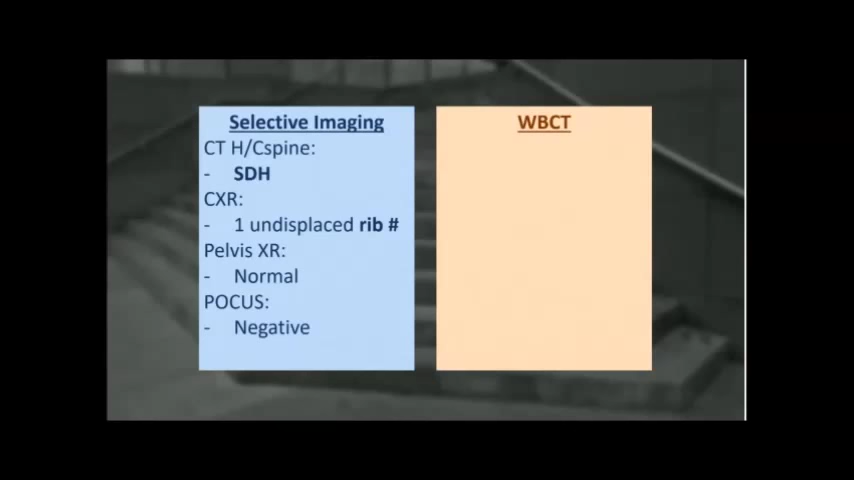 Selective Imaging
CT H/Cspine:
- SDH
CXR:
- 1 undisplaced rib #
Pelvis XR:
- Normal
POCUS:
- Negative
WBCT